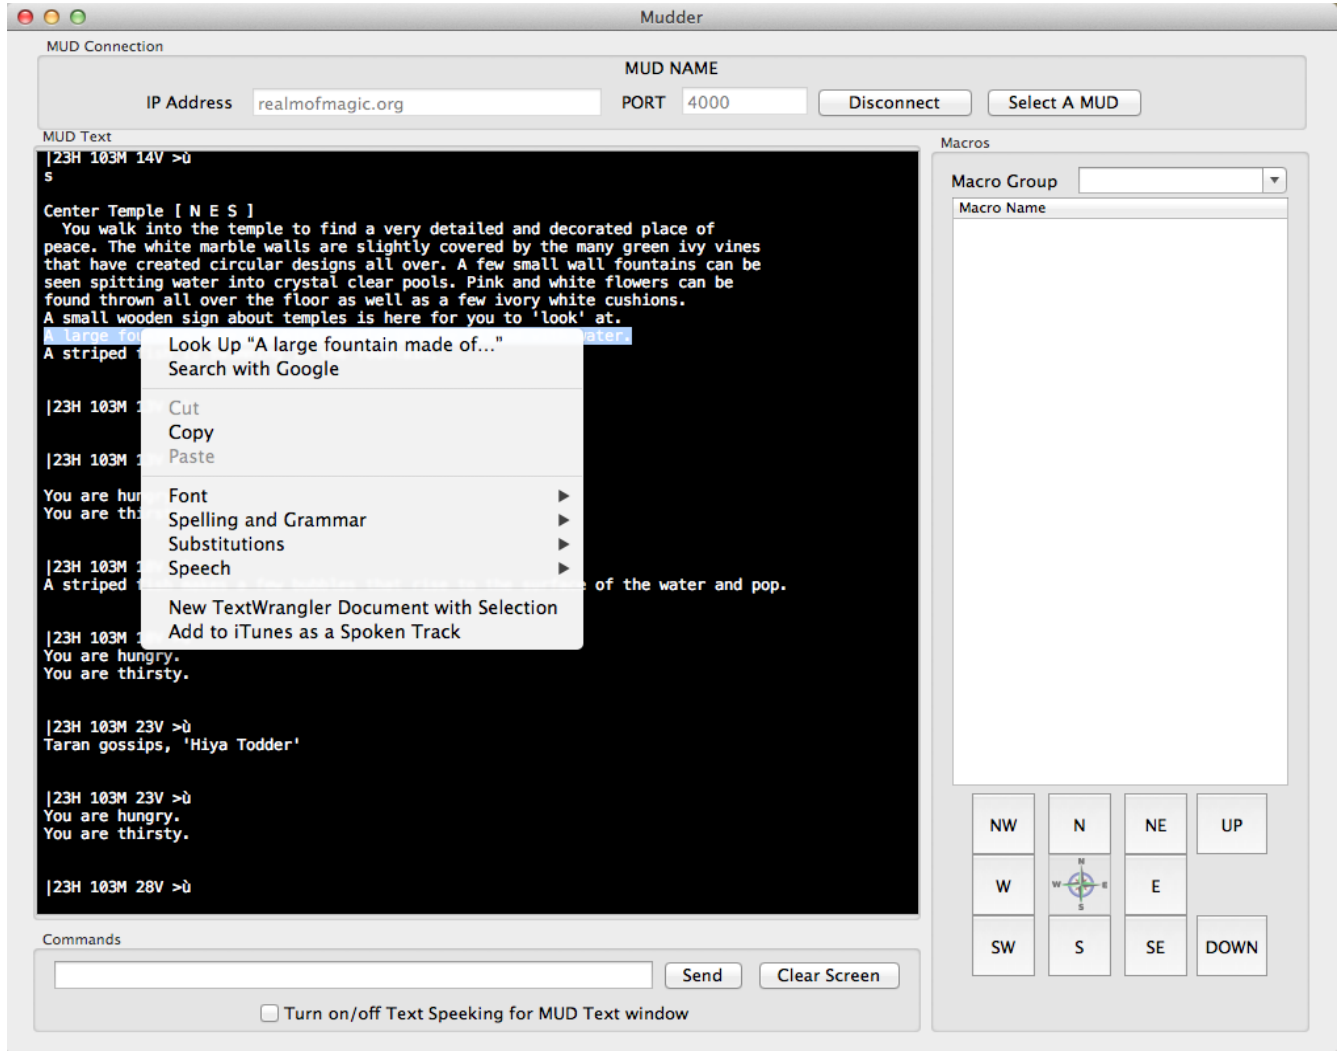 Mudder
MUD Connection
MUD NAME
IP Address realmofmagic.org PORT 4000 Disconnect Select A MUD
MUD Text
|23H 103M 14V >ù
s
Center Temple [ N E S ]
You walk into the temple to find a very detailed and decorated place of
peace. The white marble walls are slightly covered by the many green ivy vines
that have created circular designs all over. A few small wall fountains can be
seen spitting water into crystal clear pools. Pink and white flowers can be
found thrown all over the floor as well as a few ivory white cushions.
A small wooden sign about temples is here for you to 'look' at.
A large water.
A striped
|23H 103M
|23H 103M
You are
You are
|23H 103M
A striped of the water and pop.
|23H 103M
You are hungry.
You are thirsty.
|23H 103M 23V >ù
Taran gossips, 'Hiya Todder'
|23H 103M 23V >ù
You are hungry.
You are thirsty.
|23H 103M 28V >ù
Look Up "A large fountain made of..."
Search with Google
Cut
Copy
Paste
Font
Spelling and Grammar
Substitutions
Speech
New TextWrangler Document with Selection
Add to iTunes as a Spoken Track
Macros
Macro Group
Macro Name
NW N NE UP
N
W W E E
S
SW S SE DOWN
Commands
Send Clear Screen
Turn on/off Text Speeking for MUD Text window